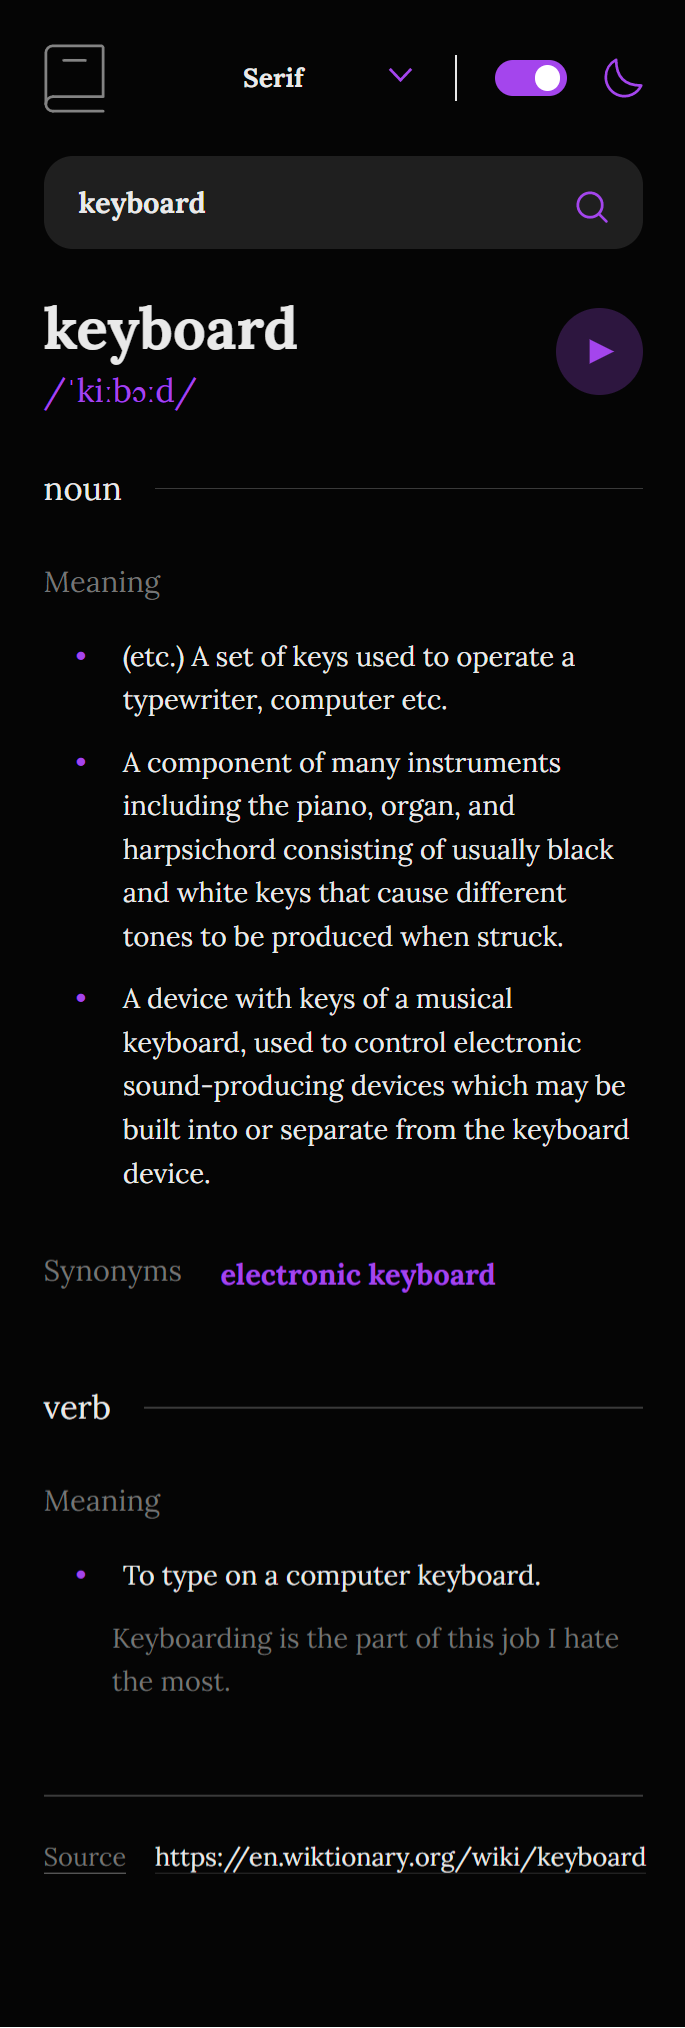 Serif
keyboard
keyboard
/ˈkiːbɔːd/
noun
Meaning
• (etc.) A set of keys used to operate a
typewriter, computer etc.
• A component of many instruments
including the piano, organ, and
harpsichord consisting of usually black
and white keys that cause different
tones to be produced when struck.
• A device with keys of a musical
keyboard, used to control electronic
sound-producing devices which may be
built into or separate from the keyboard
device.
Synonyms electronic keyboard
verb
Meaning
• To type on a computer keyboard.
Keyboarding is the part of this job I hate
the most.
Source https://en.wiktionary.org/wiki/keyboard